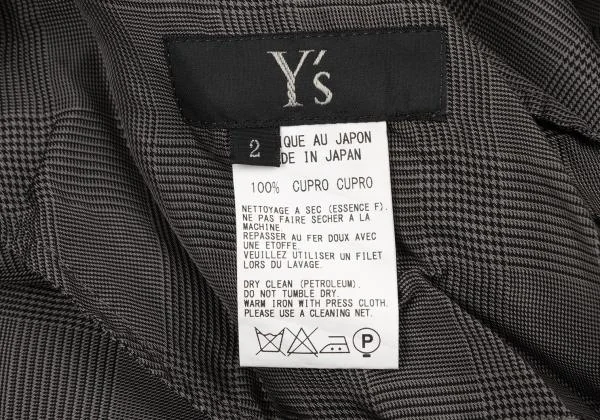 Y's
2
IQUE AU JAPON
DE IN JAPAN
100% CUPRO CUPRO
NETTOYAGE A SEC (ESSENCE F).
NE PAS FAIRE SECHER A LA
MACHINE.
REPASSER AU FER DOUX AVEC
UNE ETOFFE.
VEUILLEZ UTILISER UN FILET
LORS DU LAVAGE.
DRY CLEAN (PETROLEUM).
DO NOT TUMBLE DRY.
WARM IRON WITH PRESS CLOTH.
PLEASE USE A CLEANING NET.
P